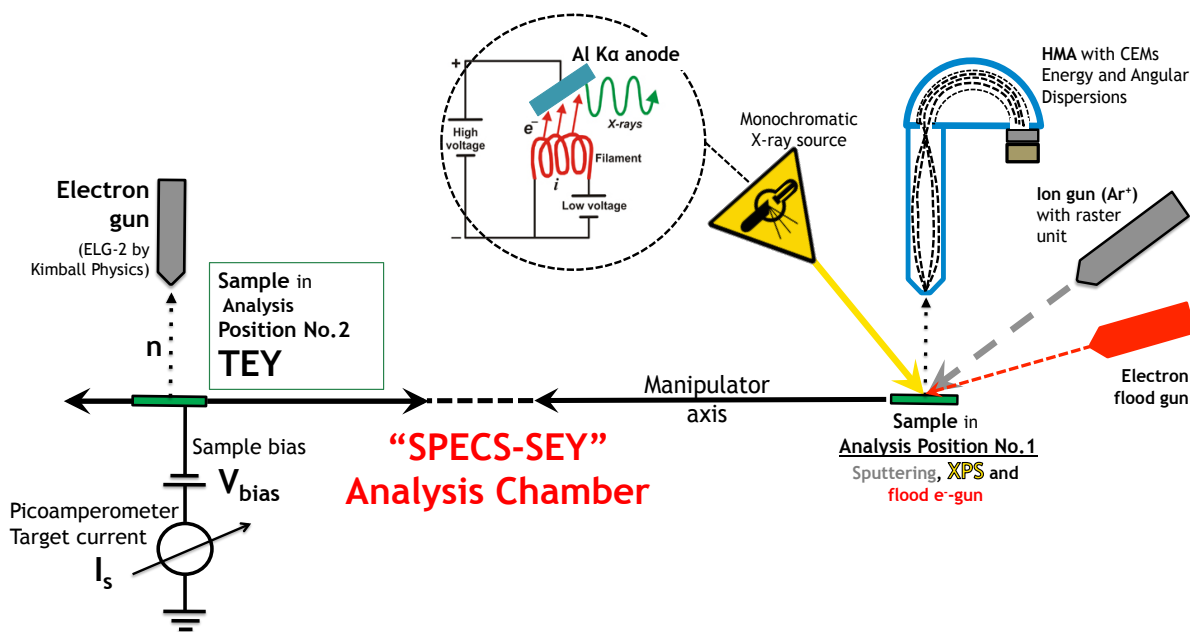 Al Kα anode
+
High
voltage
e⁻
X-rays
Filament
i
Low voltage
–
Monochromatic
X-ray source
HMA with CEMs
Energy and Angular
Dispersions
Ion gun (Ar⁺)
with raster
unit
Electron
flood gun
Electron
gun
(ELG-2 by
Kimball Physics)
n
Sample in
Analysis
Position No.2
TEY
Manipulator
axis
Sample in
Analysis Position No.1
Sputtering, XPS and
flood e⁻-gun
“SPECS-SEY”
Analysis Chamber
Sample bias
V_bias
Picoamperometer
Target current
I_s